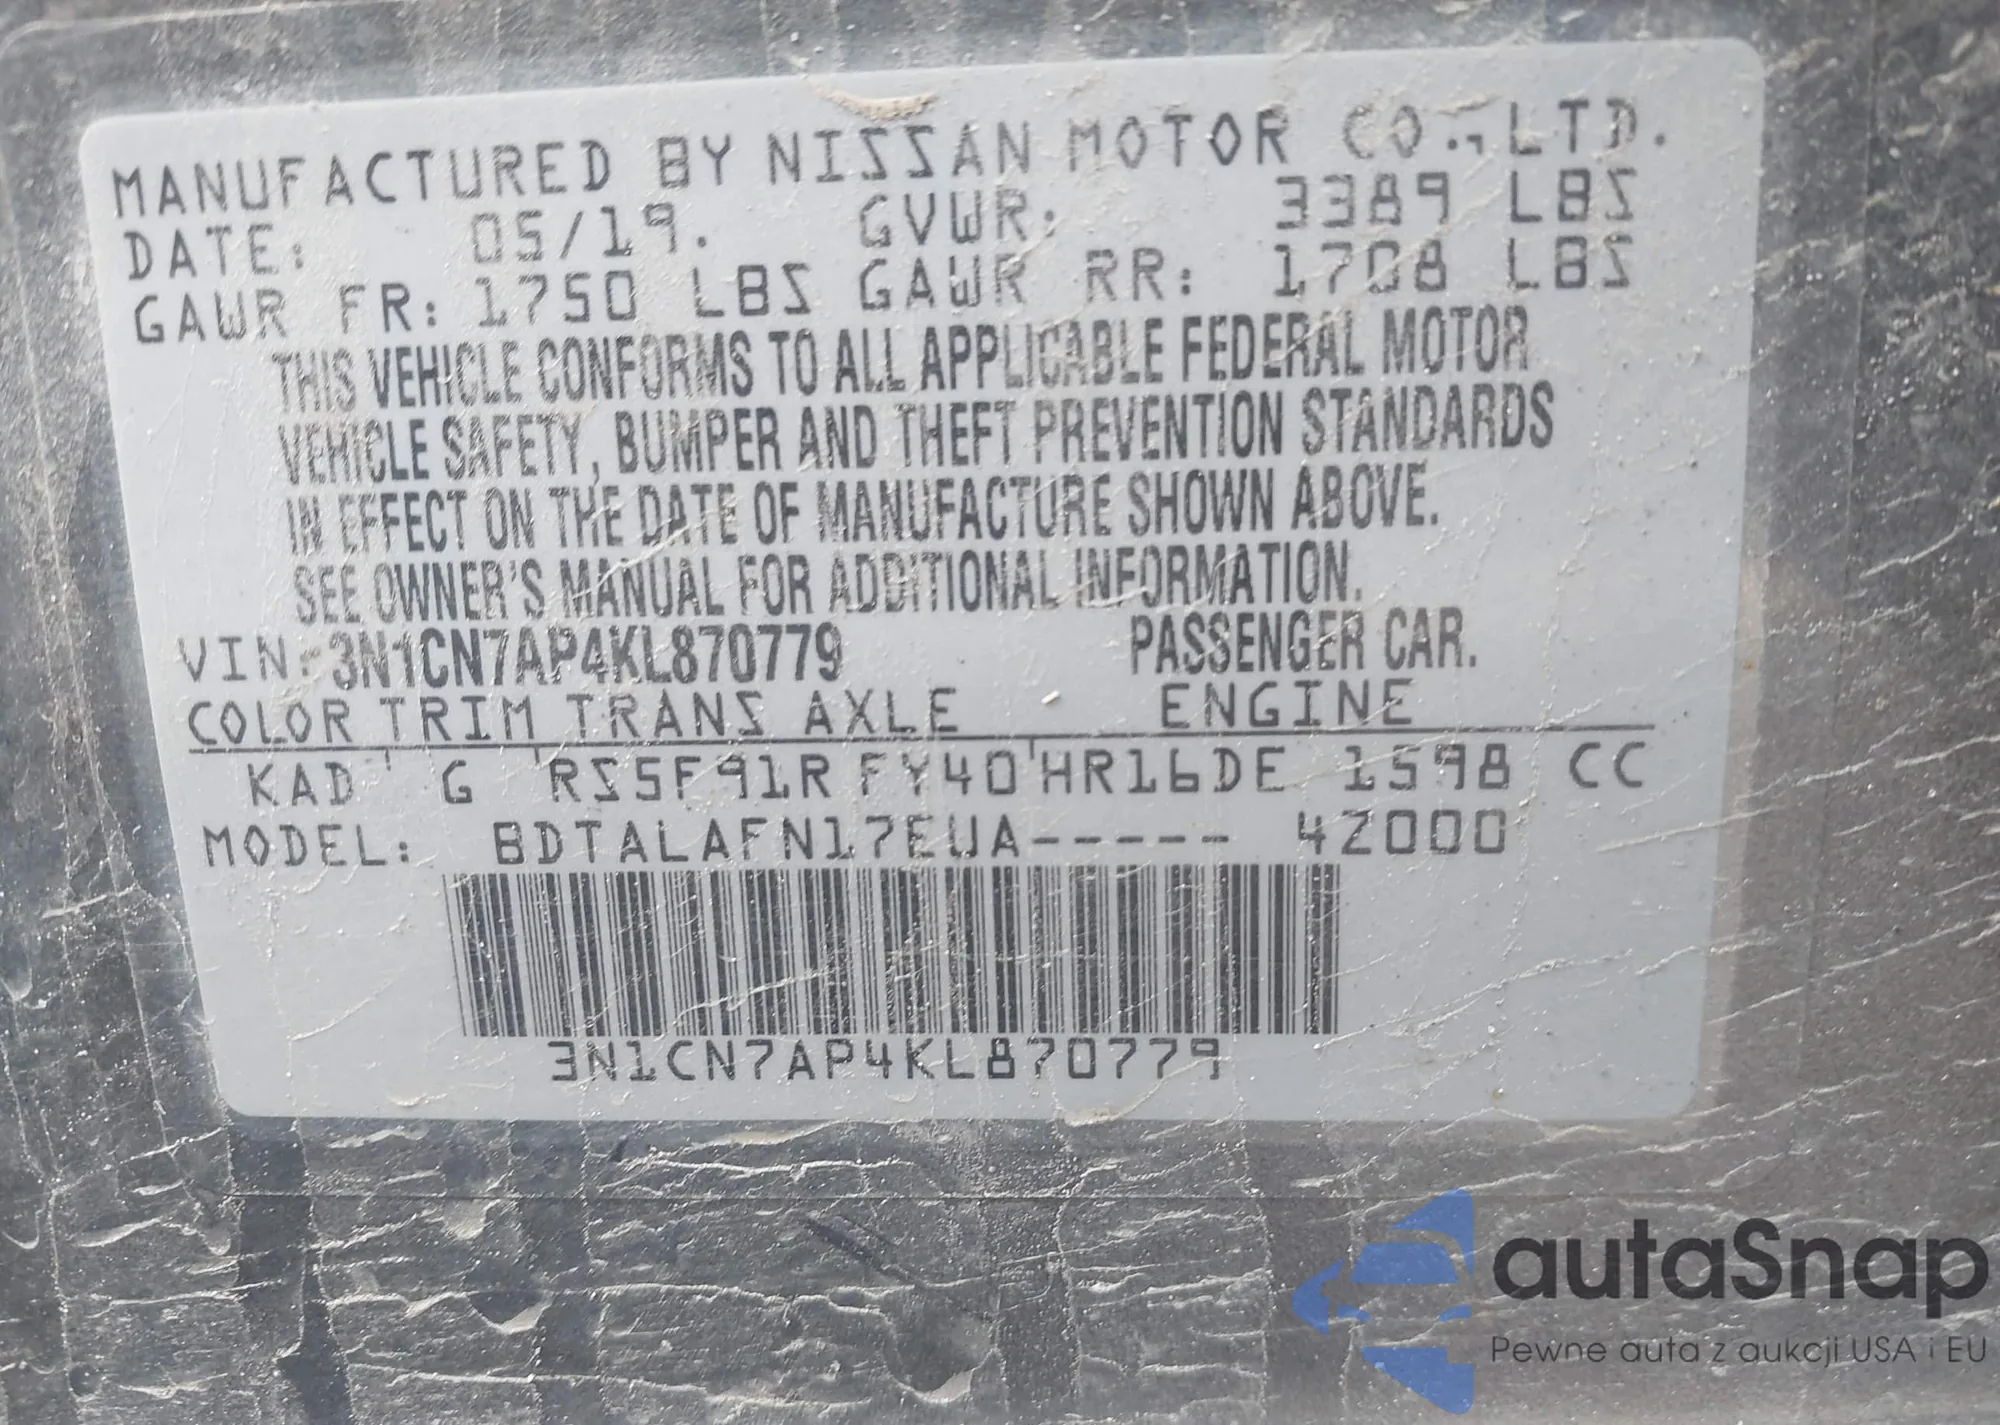 MANUFACTURED BY NISSAN MOTOR CO., LTD.
DATE: 05/19. GVWR: 3389 LBS
GAWR FR: 1750 LBS GAWR RR: 1708 LBS
THIS VEHICLE CONFORMS TO ALL APPLICABLE FEDERAL MOTOR
VEHICLE SAFETY, BUMPER AND THEFT PREVENTION STANDARDS
IN EFFECT ON THE DATE OF MANUFACTURE SHOWN ABOVE.
SEE OWNER'S MANUAL FOR ADDITIONAL INFORMATION.
VIN: 3N1CN7AP4KL870779 PASSENGER CAR.
COLOR TRIM TRANS AXLE ENGINE
KAD G RS5F91R FY40 HR16DE 1598 CC
MODEL: BDTALAFN17EUA----- 4Z000
3N1CN7AP4KL870779
autaSnap
Pewne auta z aukcji USA i EU